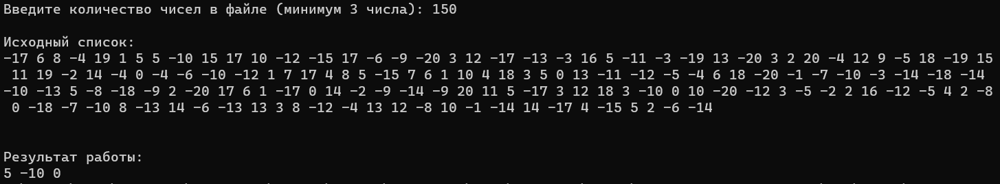 Введите количество чисел в файле (минимум 3 числа): 150
Исходный список:
-17 6 8 -4 19 1 5 5 -10 15 17 10 -12 -15 17 -6 -9 -20 3 12 -17 -13 -3 16 5 -11 -3 -19 13 -20 3 2 20 -4 12 9 -5 18 -19 15
11 19 -2 14 -4 0 -4 -6 -10 -12 1 7 17 4 8 5 -15 7 6 1 10 4 18 3 5 0 13 -11 -12 -5 -4 6 18 -20 -1 -7 -10 -3 -14 -18 -14
-10 -13 5 -8 -18 -9 2 -20 17 6 1 -17 0 14 -2 -9 -14 -9 20 11 5 -17 3 12 18 3 -10 0 10 -20 -12 3 -5 -2 2 16 -12 -5 4 2 -8
0 -18 -7 -10 8 -13 14 -6 -13 13 3 8 -12 -4 13 12 -8 10 -1 -14 14 -17 4 -15 5 2 -6 -14
Результат работы:
5 -10 0